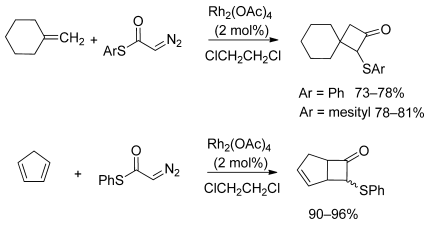 O
Rh₂(OAc)₄
CH₂ + ArS N₂ (2 mol%) O
ClCH₂CH₂Cl
SAr
Ar = Ph 73–78%
Ar = mesityl 78–81%
O
Rh₂(OAc)₄
+ PhS N₂ (2 mol%) O
ClCH₂CH₂Cl
SPh
90–96%